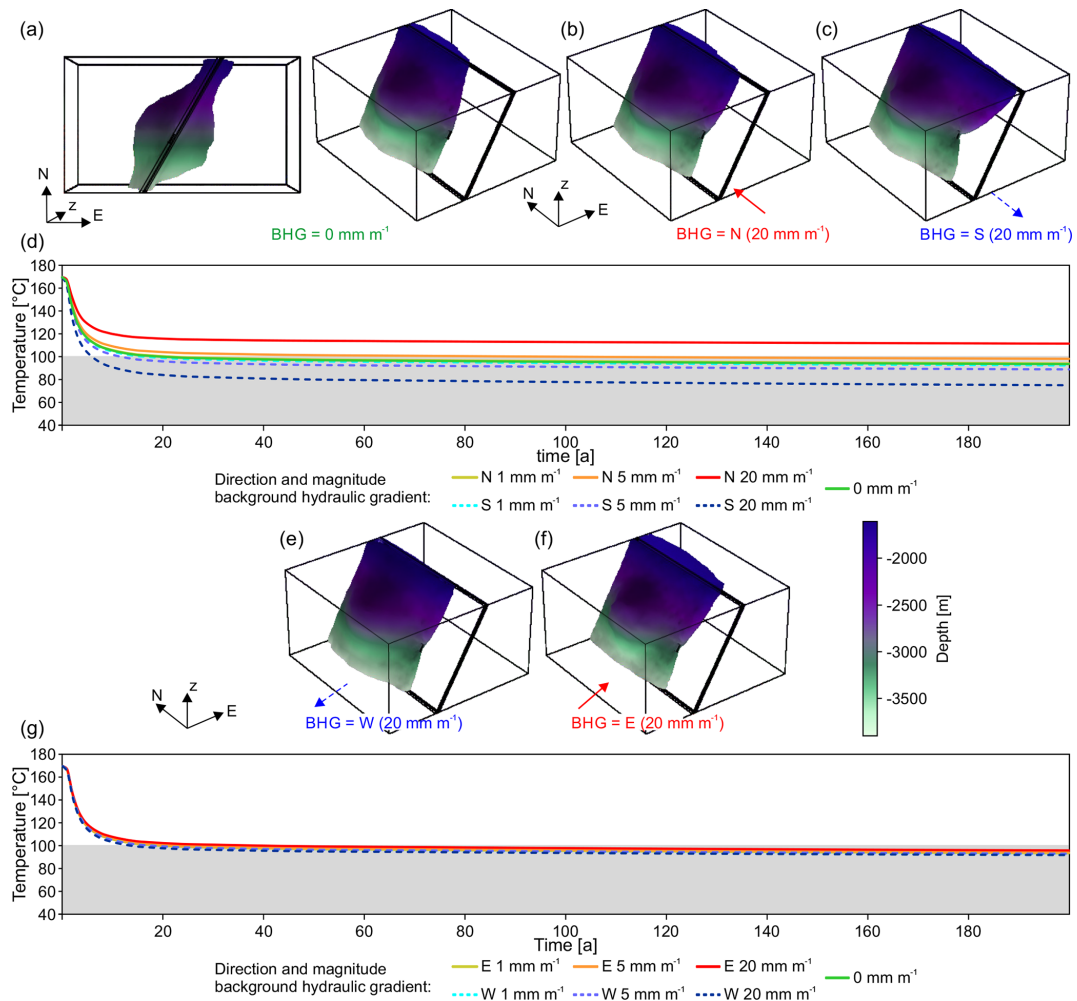 (a)
(b)
(c)
N
z
E
N
z
E
BHG = 0 mm m⁻¹
BHG = N (20 mm m⁻¹)
BHG = S (20 mm m⁻¹)
(d)
Temperature [°C]
180
160
140
120
100
80
60
40
20
40
60
80
100
120
140
160
180
time [a]
Direction and magnitude
background hydraulic gradient:
N 1 mm m⁻¹
N 5 mm m⁻¹
N 20 mm m⁻¹
0 mm m⁻¹
S 1 mm m⁻¹
S 5 mm m⁻¹
S 20 mm m⁻¹
(e)
(f)
N
z
E
BHG = W (20 mm m⁻¹)
BHG = E (20 mm m⁻¹)
-2000
-2500
-3000
-3500
Depth [m]
(g)
Temperature [°C]
180
160
140
120
100
80
60
40
20
40
60
80
100
120
140
160
180
Time [a]
Direction and magnitude
background hydraulic gradient:
E 1 mm m⁻¹
E 5 mm m⁻¹
E 20 mm m⁻¹
0 mm m⁻¹
W 1 mm m⁻¹
W 5 mm m⁻¹
W 20 mm m⁻¹